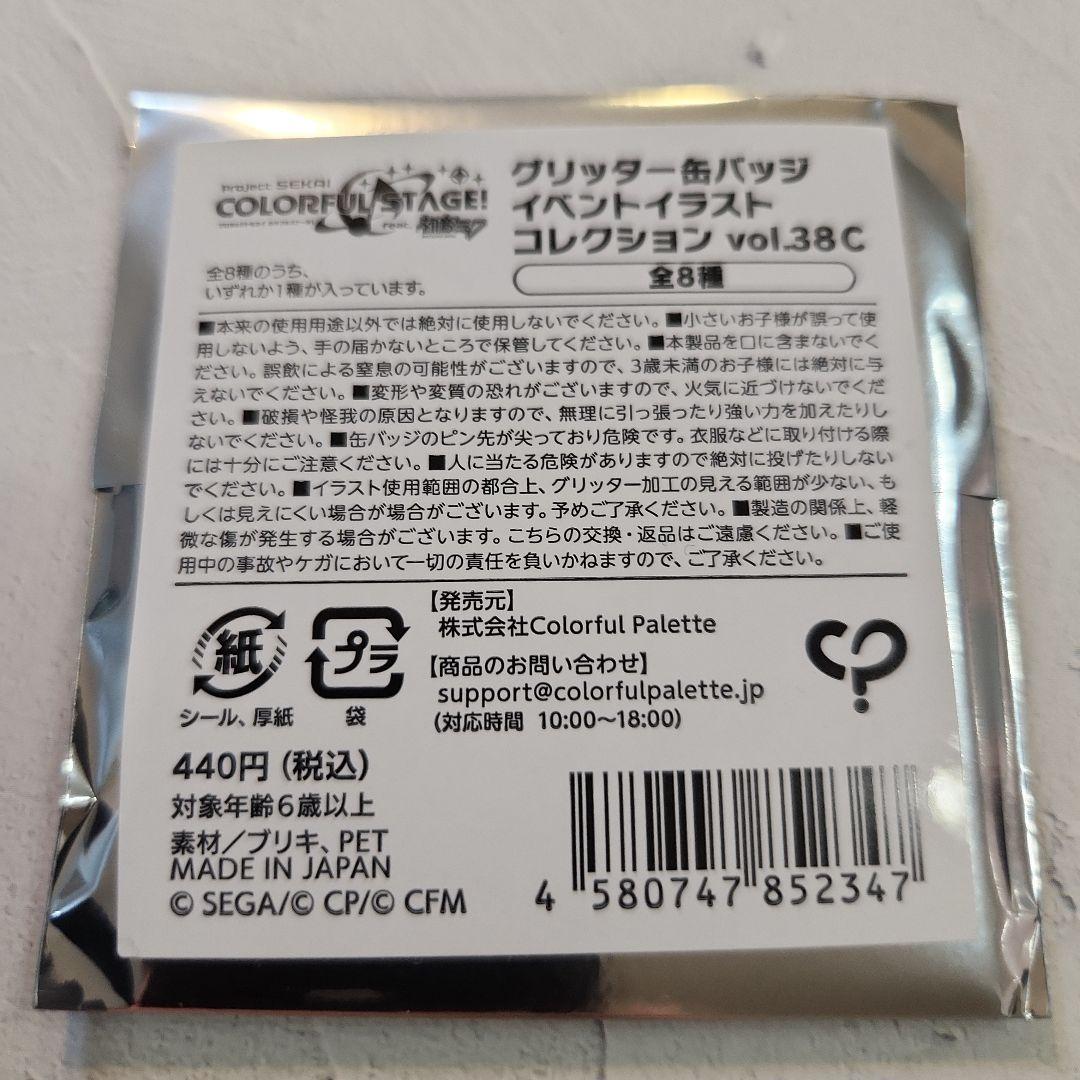 Project SEKAI
COLORFUL STAGE!
feat. 初音ミク
グリッター缶バッジ
イベントイラスト
コレクション vol.38C
全8種
全8種のうち、
いずれか1種が入っています。
■本来の使用用途以外では絶対に使用しないでください。■小さいお子様が誤って使
用しないよう、手の届かないところで保管してください。■本製品を口に含まないでく
ださい。誤飲による窒息の可能性がございますので、3歳未満のお子様には絶対に与
えないでください。■変形や変質の恐れがございますので、火気に近づけないでくだ
さい。■破損や怪我の原因となりますので、無理に引っ張ったり強い力を加えたりし
ないでください。■缶バッジのピン先が尖っており危険です。衣服などに取り付ける際
には十分にご注意ください。■人に当たる危険がありますので絶対に投げたりしない
でください。■イラスト使用範囲の都合上、グリッター加工の見える範囲が少ない、も
しくは見えにくい場合が場合がございます。予めご了承ください。■製造の関係上、軽
微な傷が発生する場合がございます。こちらの交換・返品はご遠慮ください。■ご使
用中の事故やケガにおいて一切の責任を負いかねますので、ご了承ください。
紙
シール、厚紙
プラ
袋
【発売元】
株式会社Colorful Palette
【商品のお問い合わせ】
support@colorfulpalette.jp
(対応時間 10:00~18:00)
440円(税込)
対象年齢6歳以上
素材/ブリキ、PET
MADE IN JAPAN
© SEGA/© CP/© CFM
4 580747 852347